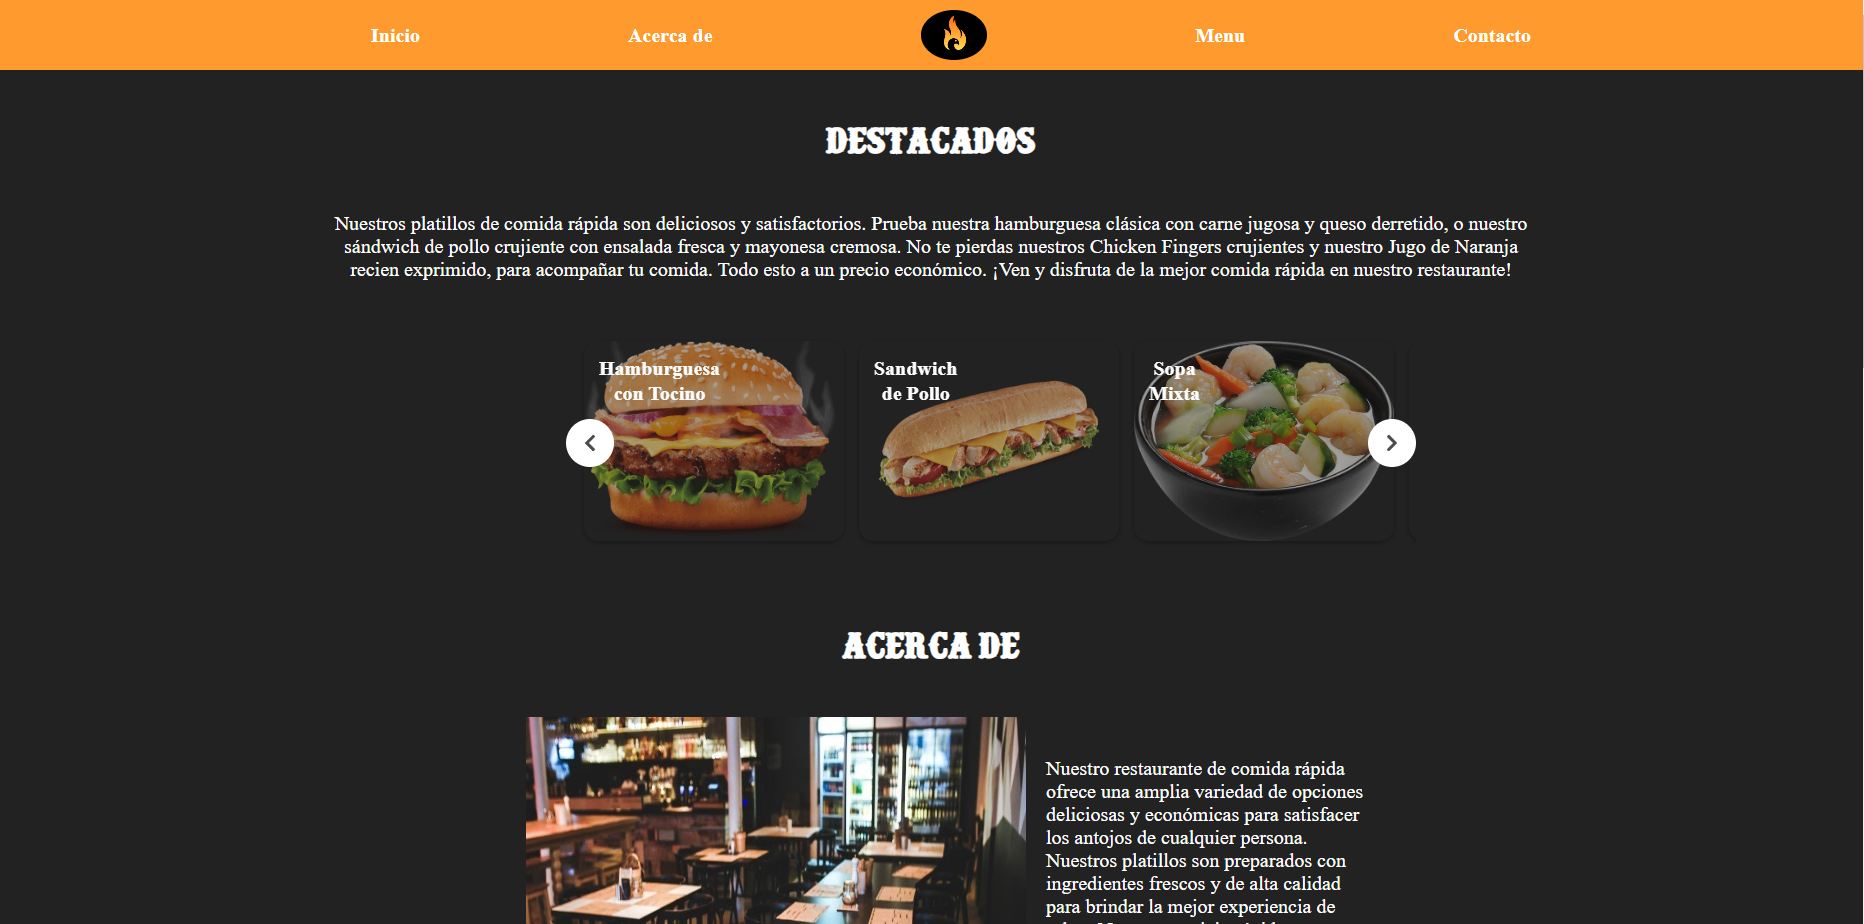 Inicio
Acerca de
Menu
Contacto
DESTACADOS
Nuestros platillos de comida rápida son deliciosos y satisfactorios. Prueba nuestra hamburguesa clásica con carne jugosa y queso derretido, o nuestro
sándwich de pollo crujiente con ensalada fresca y mayonesa cremosa. No te pierdas nuestros Chicken Fingers crujientes y nuestro Jugo de Naranja
recien exprimido, para acompañar tu comida. Todo esto a un precio económico. ¡Ven y disfruta de la mejor comida rápida en nuestro restaurante!
Hamburguesa
con Tocino
Sandwich
de Pollo
Sopa
Mixta
ACERCA DE
Nuestro restaurante de comida rápida
ofrece una amplia variedad de opciones
deliciosas y económicas para satisfacer
los antojos de cualquier persona.
Nuestros platillos son preparados con
ingredientes frescos y de alta calidad
para brindar la mejor experiencia de